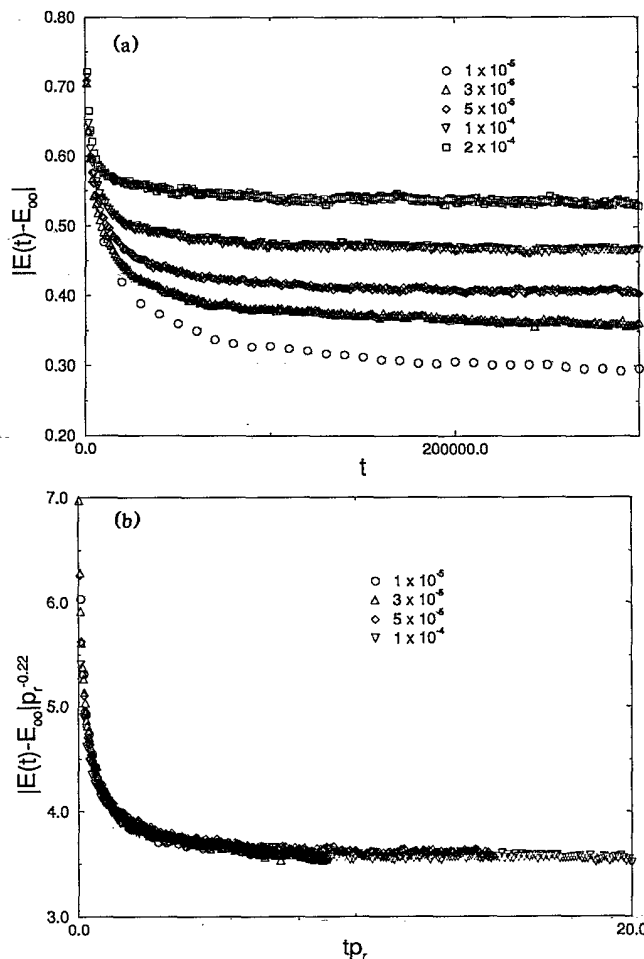 0.80
(a)
0.70
0.60
0.50
0.40
0.30
0.20
|E(t)-E∞|
1 x 10⁻⁵
3 x 10⁻⁵
5 x 10⁻⁵
1 x 10⁻⁴
2 x 10⁻⁴
0.0
200000.0
t
7.0
(b)
6.0
5.0
4.0
3.0
|E(t)-E∞|pᵣ⁻⁰·²²
1 x 10⁻⁵
3 x 10⁻⁵
5 x 10⁻⁵
1 x 10⁻⁴
0.0
20.0
tpᵣ